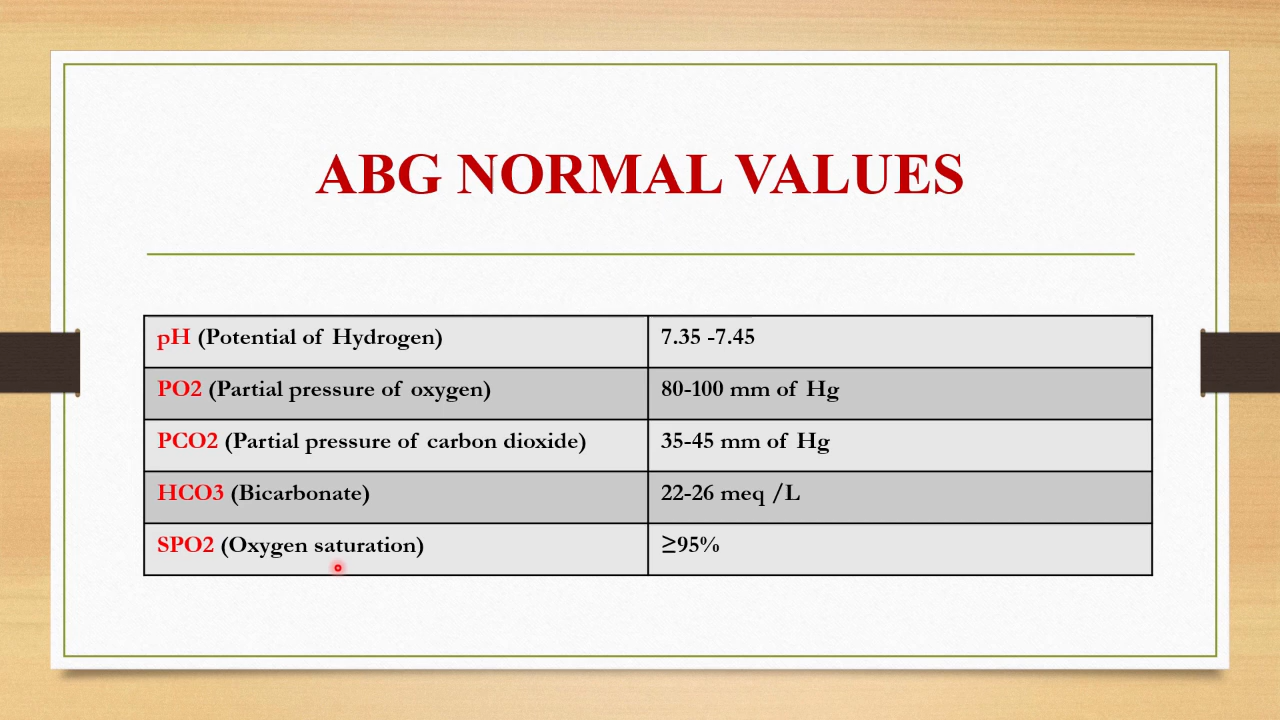 ABG NORMAL VALUES
pH (Potential of Hydrogen) 7.35 -7.45
PO2 (Partial pressure of oxygen) 80-100 mm of Hg
PCO2 (Partial pressure of carbon dioxide) 35-45 mm of Hg
HCO3 (Bicarbonate) 22-26 meq /L
SPO2 (Oxygen saturation) ≥95%